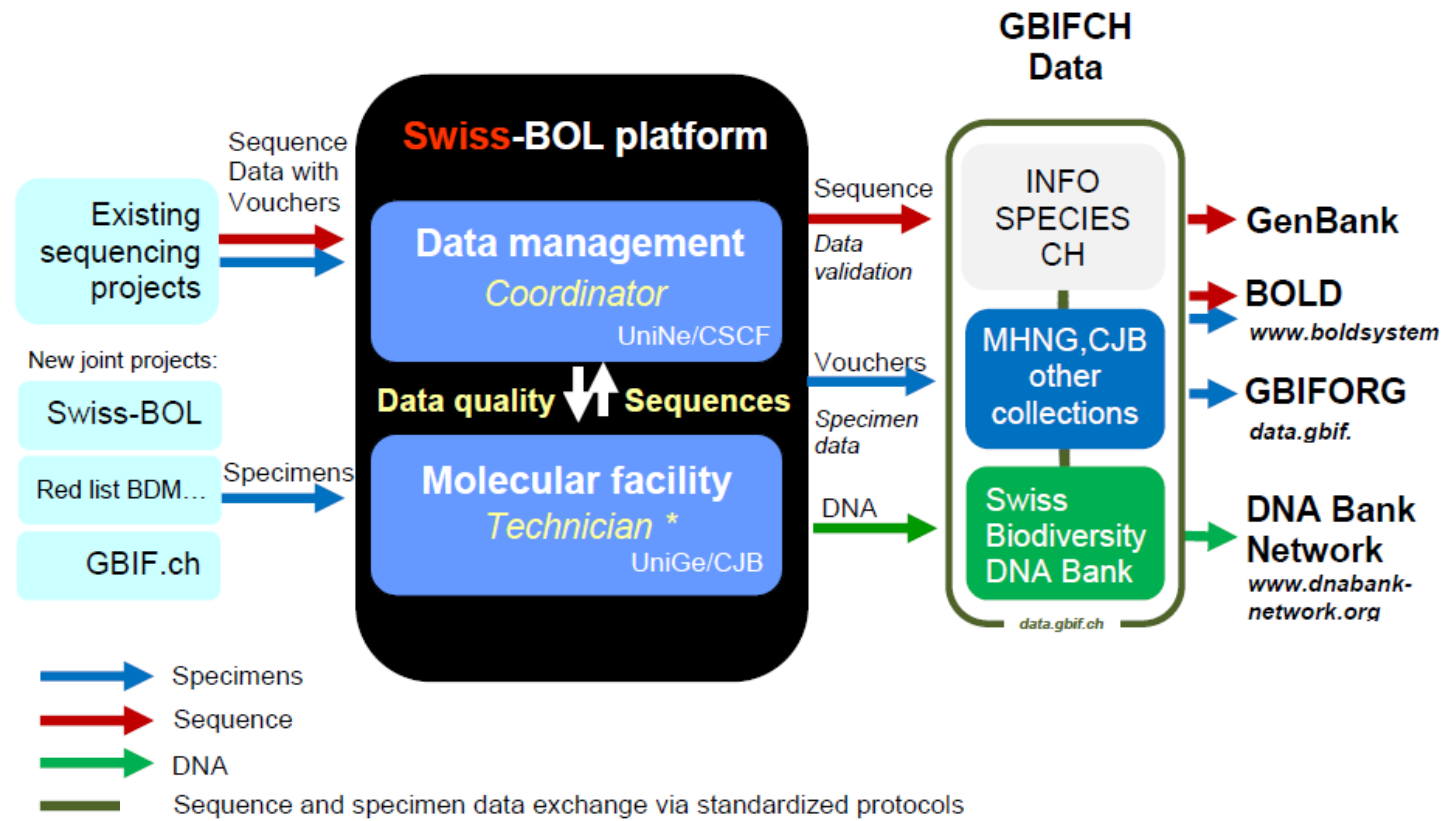 GBIFCH
Data
Swiss-BOL platform
Sequence
Data with
Vouchers
Existing
sequencing
projects
Data management
Coordinator
UniNe/CSCF
New joint projects:
Swiss-BOL
Red list BDM...
GBIF.ch
Specimens
Data quality
Sequences
Molecular facility
Technician *
UniGe/CJB
Sequence
Data
validation
Vouchers
Specimen
data
DNA
INFO
SPECIES
CH
MHNG,CJB
other
collections
Swiss
Biodiversity
DNA Bank
data.gbif.ch
GenBank
BOLD
www.boldsystem
GBIFORG
data.gbif.
DNA Bank
Network
www.dnabank-
network.org
Specimens
Sequence
DNA
Sequence and specimen data exchange via standardized protocols